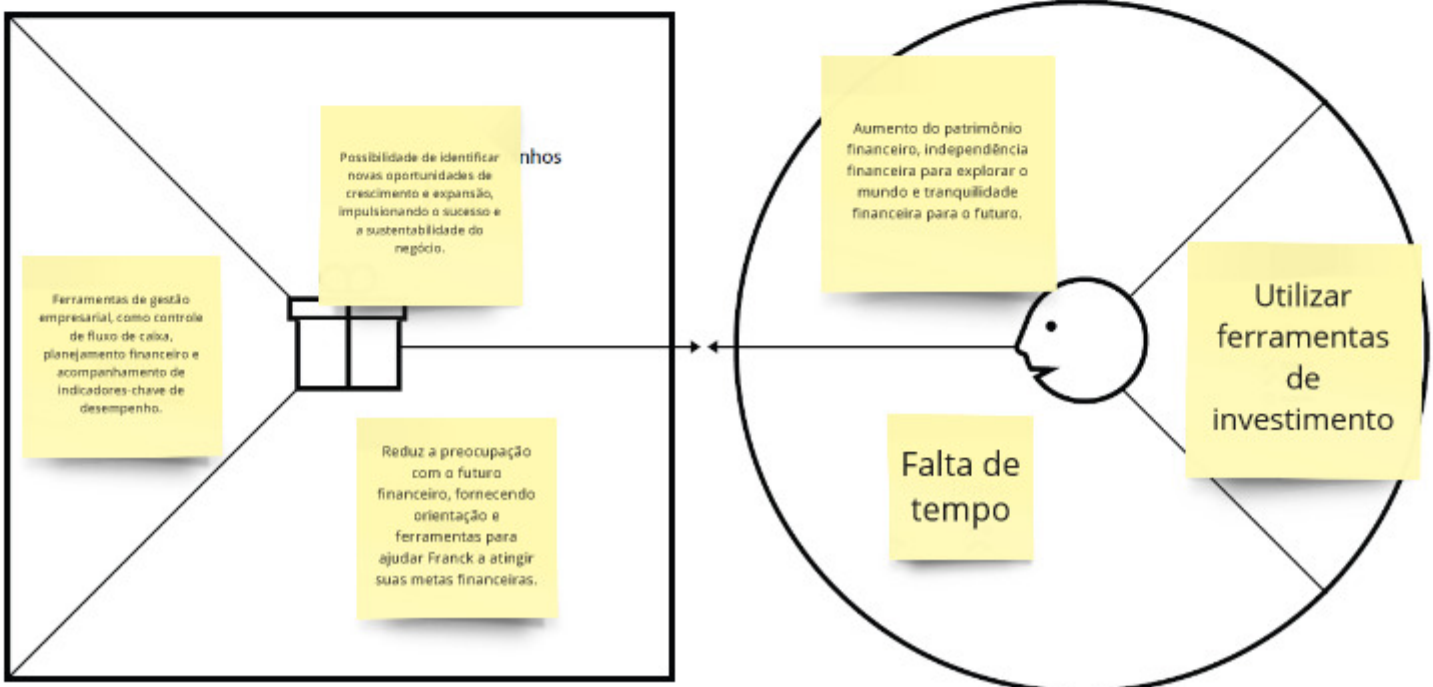 Possibilidade de identificar
novas oportunidades de
crescimento e expansão,
impulsionando o sucesso e
a sustentabilidade do
negócio.
nhos
Ferramentas de gestão
empresarial, como controle
de fluxo de caixa,
planejamento financeiro e
acompanhamento de
indicadores-chave de
desempenho.
Reduz a preocupação
com o futuro
financeiro, fornecendo
orientação e
ferramentas para
ajudar Franck a atingir
suas metas financeiras.
Aumento do patrimônio
financeiro, independência
financeira para explorar o
mundo e tranquilidade
financeira para o futuro.
Utilizar
ferramentas
de
investimento
Falta de
tempo